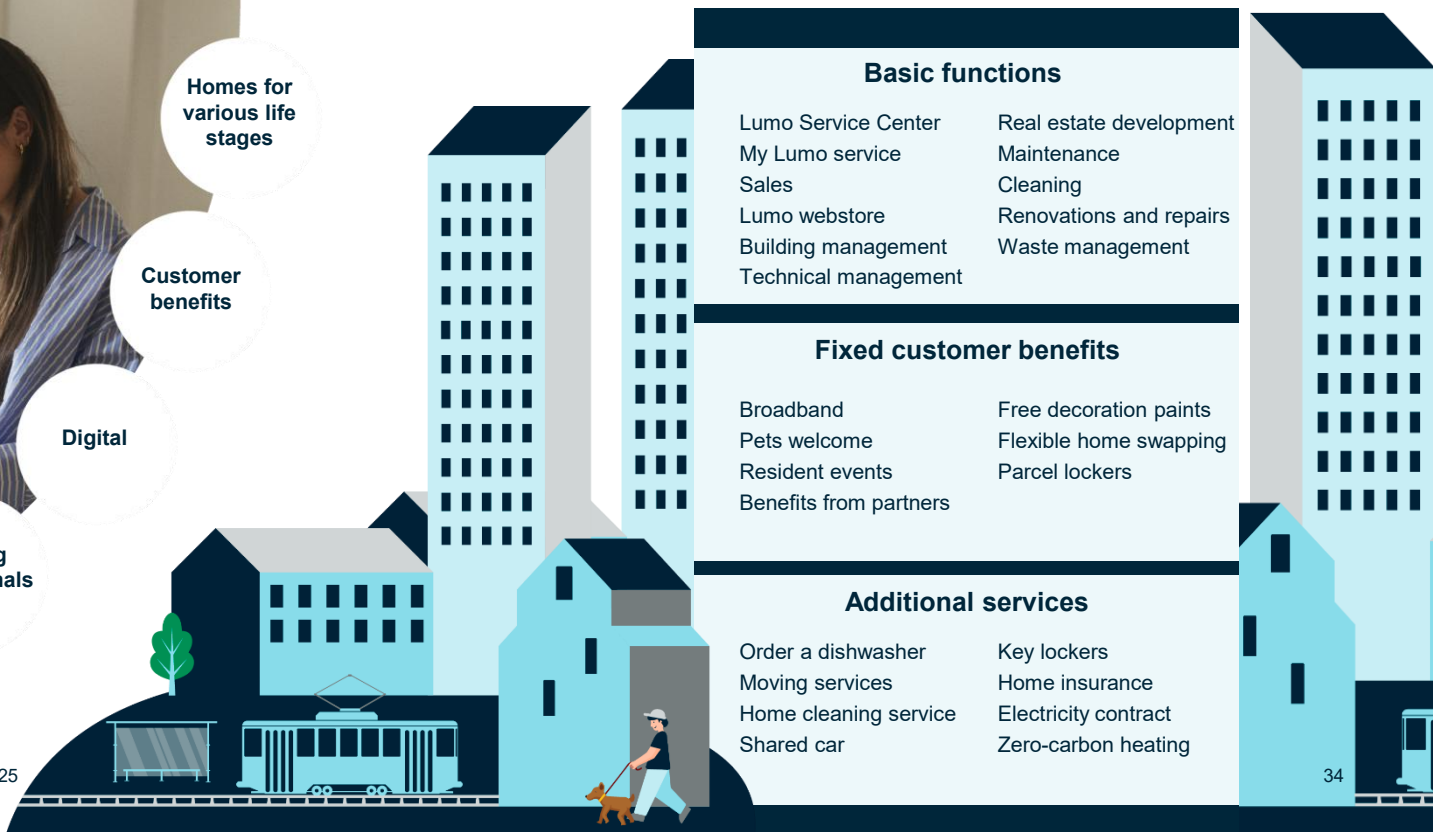 Homes for
various life
stages
Customer
benefits
Digital
25
Basic functions
Lumo Service Center
My Lumo service
Sales
Lumo webstore
Building management
Technical management
Real estate development
Maintenance
Cleaning
Renovations and repairs
Waste management
Fixed customer benefits
Broadband
Pets welcome
Resident events
Benefits from partners
Free decoration paints
Flexible home swapping
Parcel lockers
Additional services
Order a dishwasher
Moving services
Home cleaning service
Shared car
Key lockers
Home insurance
Electricity contract
Zero-carbon heating
34